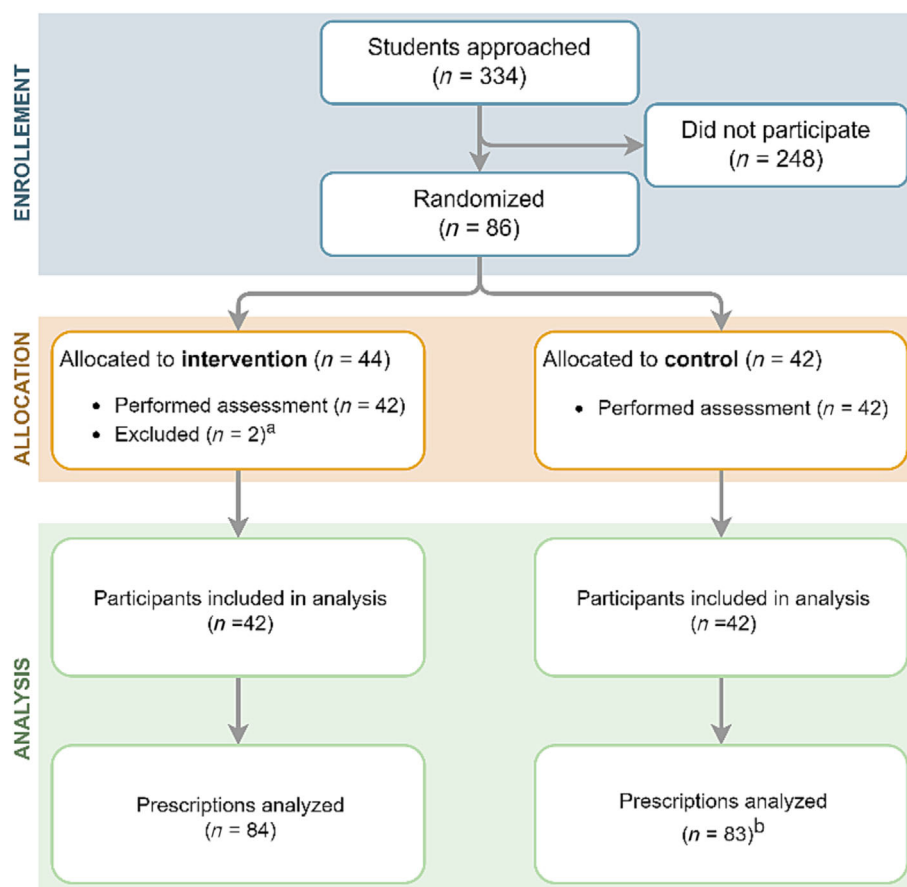 ENROLLEMENT
Students approached
(n = 334)
Did not participate
(n = 248)
Randomized
(n = 86)
ALLOCATION
Allocated to intervention (n = 44)
• Performed assessment (n = 42)
• Excluded (n = 2)a
Allocated to control (n = 42)
• Performed assessment (n = 42)
ANALYSIS
Participants included in analysis
(n =42)
Participants included in analysis
(n =42)
Prescriptions analyzed
(n = 84)
Prescriptions analyzed
(n = 83)b